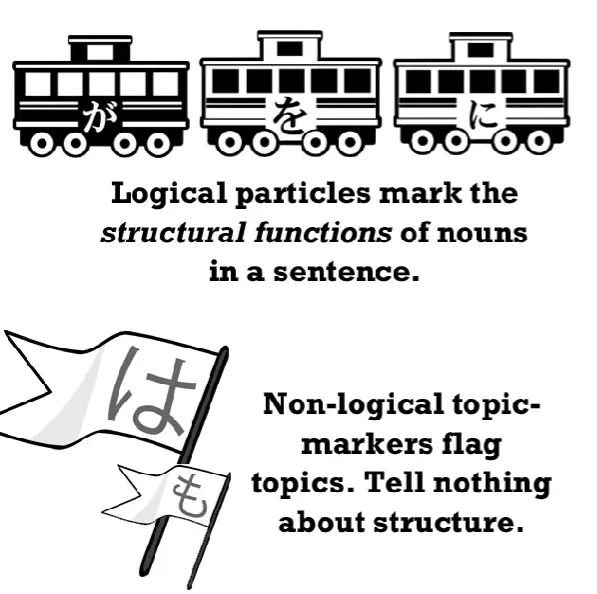 が を に
Logical particles mark the
structural functions of nouns
in a sentence.
は
も
Non-logical topic-
markers flag
topics. Tell nothing
about structure.